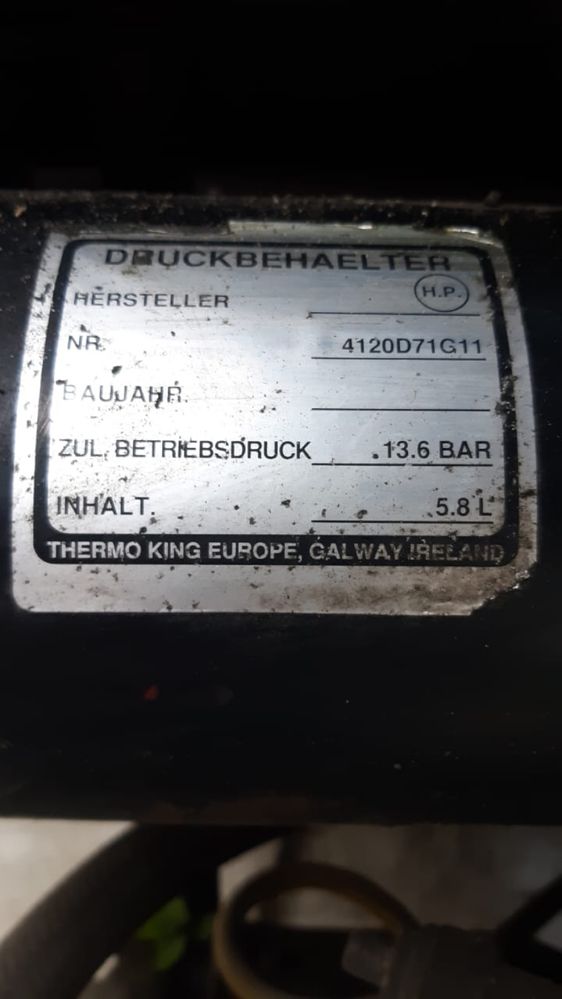 DRUCKBEHAELTER
HERSTELLER H.P.
NR. 4120D71G11
BAUJAHR.
ZUL. BETRIEBSDRUCK 13.6 BAR
INHALT. 5.8 L
THERMO KING EUROPE, GALWAY IRELAND